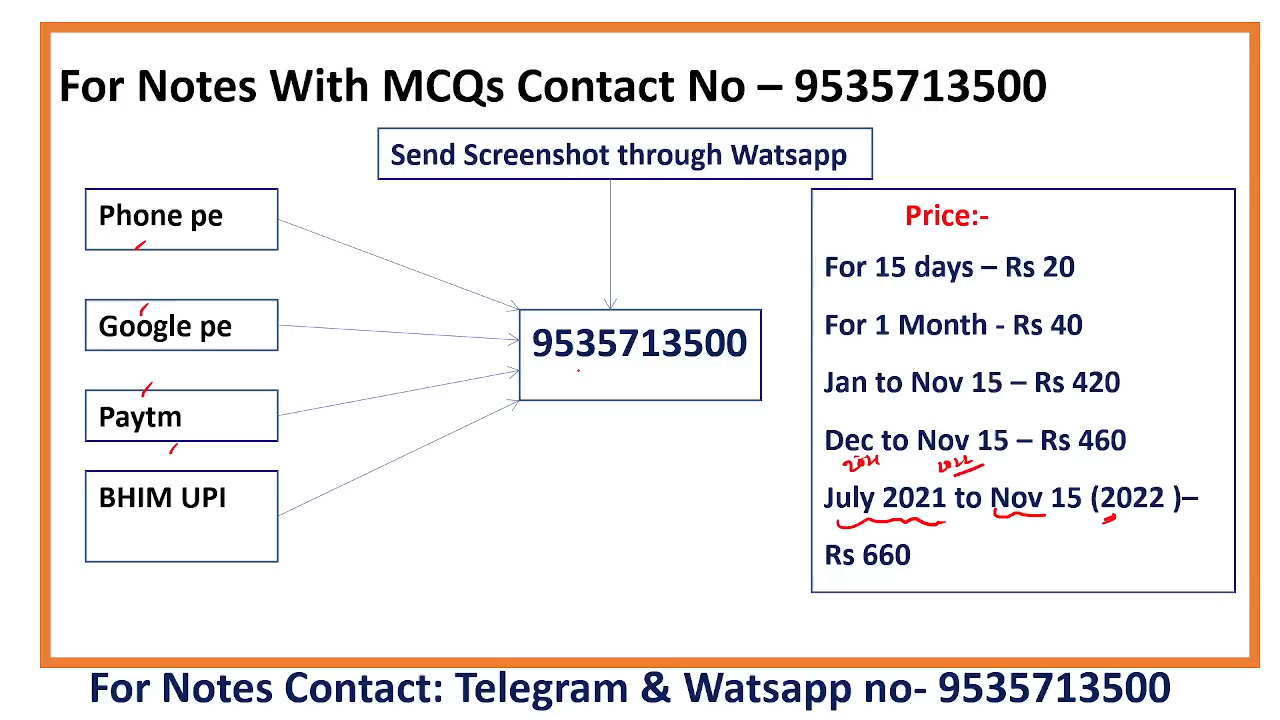 For Notes With MCQs Contact No – 9535713500
Send Screenshot through Watsapp
Phone pe
Google pe
Paytm
BHIM UPI
9535713500
Price:-
For 15 days – Rs 20
For 1 Month - Rs 40
Jan to Nov 15 – Rs 420
Dec to Nov 15 – Rs 460
2021 2022
July 2021 to Nov 15 (2022 )–
Rs 660
For Notes Contact: Telegram & Watsapp no- 9535713500